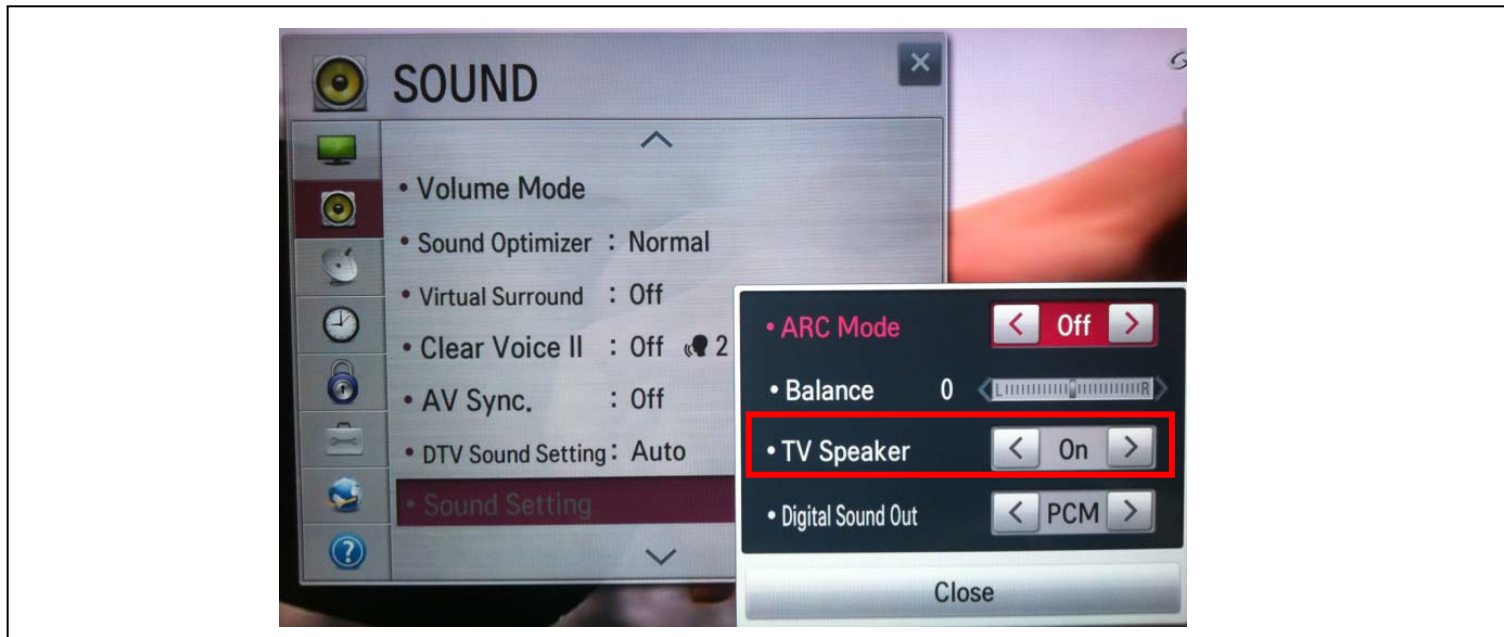 SOUND
• Volume Mode
• Sound Optimizer : Normal
• Virtual Surround : Off
• Clear Voice II : Off 2
• AV Sync. : Off
• DTV Sound Setting : Auto
• Sound Setting
• ARC Mode Off
• Balance 0 L R
• TV Speaker On
• Digital Sound Out PCM
Close